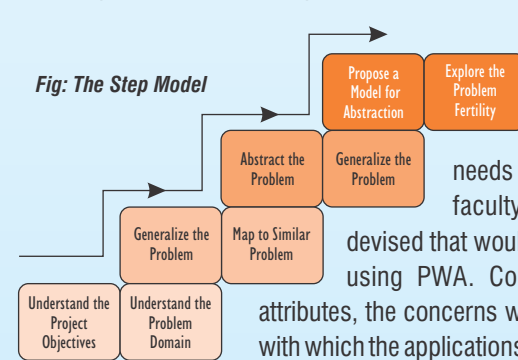 Fig: The Step Model
Propose a
Model for
Abstraction
Explore the
Problem
Fertility
Abstract the
Problem
Generalize the
Problem
Generalize the
Problem
Map to Similar
Problem
Understand the
Project
Objectives
Understand the
Problem
Domain
needs
faculty
devised that wou
using PWA. Co
attributes, the concerns w
with which the applications